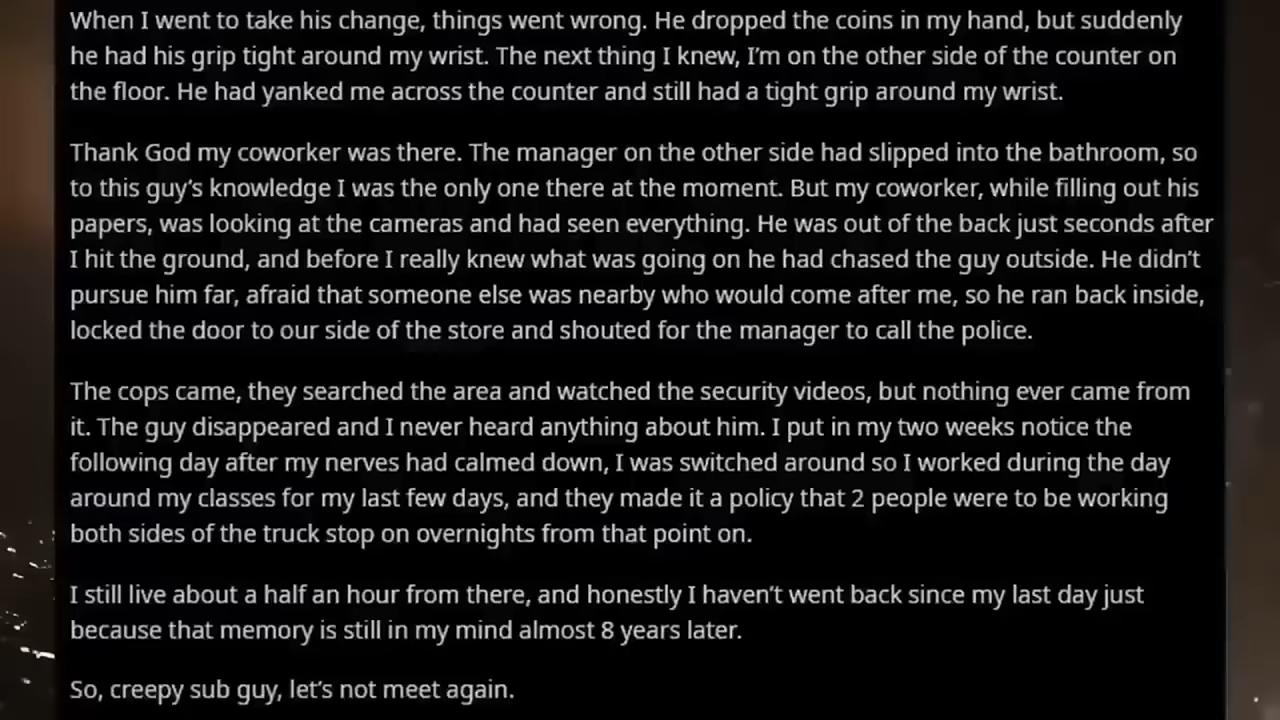 When I went to take his change, things went wrong. He dropped the coins in my hand, but suddenly
he had his grip tight around my wrist. The next thing I knew, I'm on the other side of the counter on
the floor. He had yanked me across the counter and still had a tight grip around my wrist.
Thank God my coworker was there. The manager on the other side had slipped into the bathroom, so
to this guy's knowledge I was the only one there at the moment. But my coworker, while filling out his
papers, was looking at the cameras and had seen everything. He was out of the back just seconds after
I hit the ground, and before I really knew what was going on he had chased the guy outside. He didn't
pursue him far, afraid that someone else was nearby who would come after me, so he ran back inside,
locked the door to our side of the store and shouted for the manager to call the police.
The cops came, they searched the area and watched the security videos, but nothing ever came from
it. The guy disappeared and I never heard anything about him. I put in my two weeks notice the
following day after my nerves had calmed down, I was switched around so I worked during the day
around my classes for my last few days, and they made it a policy that 2 people were to be working
both sides of the truck stop on overnights from that point on.
I still live about a half an hour from there, and honestly I haven't went back since my last day just
because that memory is still in my mind almost 8 years later.
So, creepy sub guy, let's not meet again.